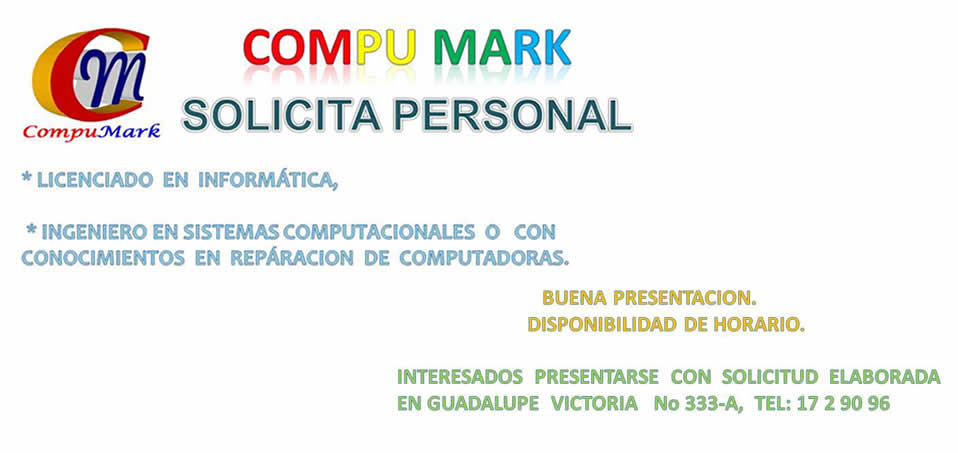 CM
CompuMark
COMPU MARK
SOLICITA PERSONAL
* LICENCIADO EN INFORMÁTICA,
* INGENIERO EN SISTEMAS COMPUTACIONALES O CON
CONOCIMIENTOS EN REPÁRACION DE COMPUTADORAS.
BUENA PRESENTACION.
DISPONIBILIDAD DE HORARIO.
INTERESADOS PRESENTARSE CON SOLICITUD ELABORADA
EN GUADALUPE VICTORIA No 333-A, TEL: 17 2 90 96